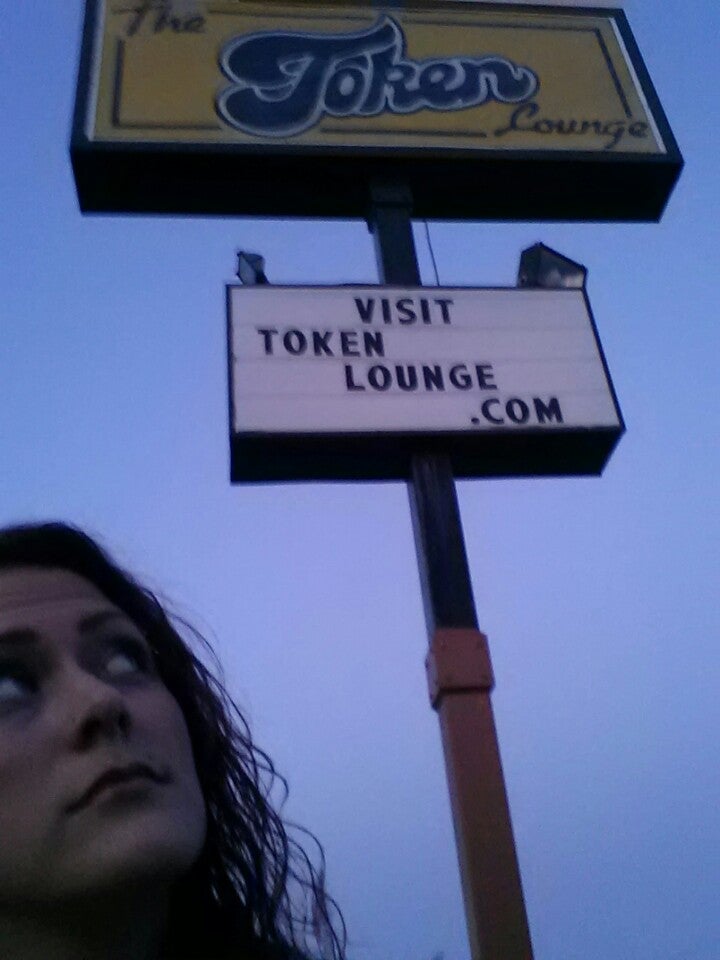 The
Token
Lounge
VISIT
TOKEN
LOUNGE
.COM